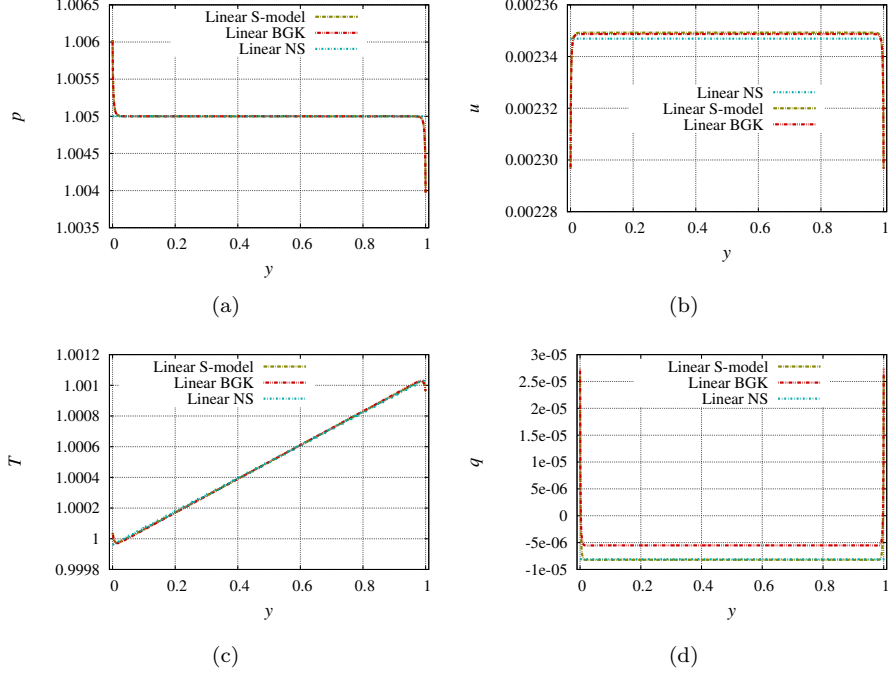 1.0065
1.006
1.0055
1.005
1.0045
1.004
1.0035
p
Linear S-model
Linear BGK
Linear NS
0 0.2 0.4 0.6 0.8 1
y
(a)
0.00236
0.00234
0.00232
0.00230
0.00228
u
Linear NS
Linear S-model
Linear BGK
0 0.2 0.4 0.6 0.8 1
y
(b)
1.0012
1.001
1.0008
1.0006
1.0004
1.0002
1
0.9998
T
Linear S-model
Linear BGK
Linear NS
0 0.2 0.4 0.6 0.8 1
y
(c)
3e-05
2.5e-05
2e-05
1.5e-05
1e-05
5e-06
0
-5e-06
-1e-05
q
Linear S-model
Linear BGK
Linear NS
0 0.2 0.4 0.6 0.8 1
y
(d)